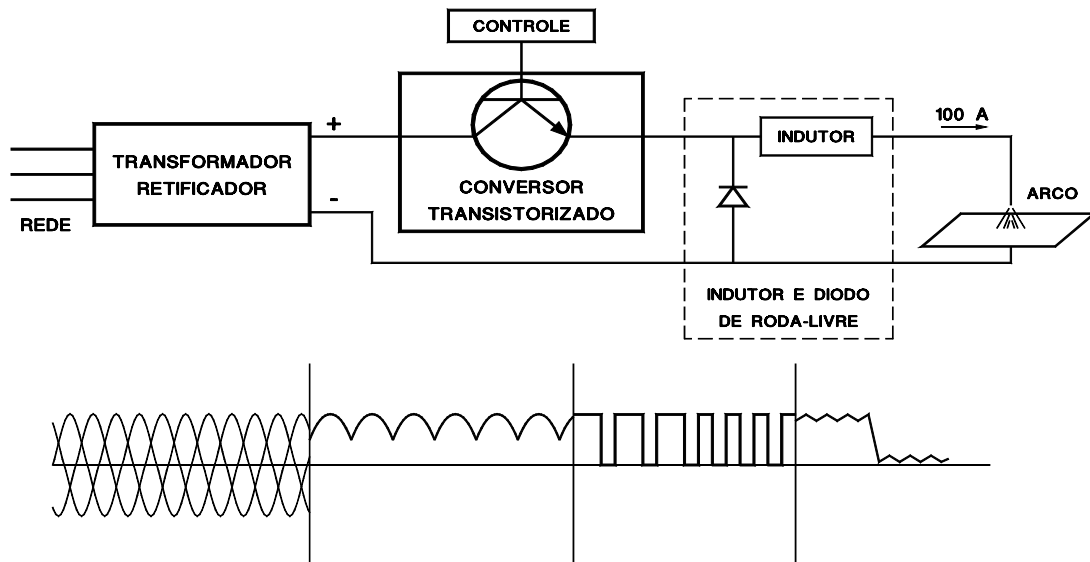 CONTROLE
100 A
+
TRANSFORMADOR
RETIFICADOR
INDUTOR
CONVERSOR
TRANSISTORIZADO
-
ARCO
REDE
INDUTOR E DIODO
DE RODA-LIVRE